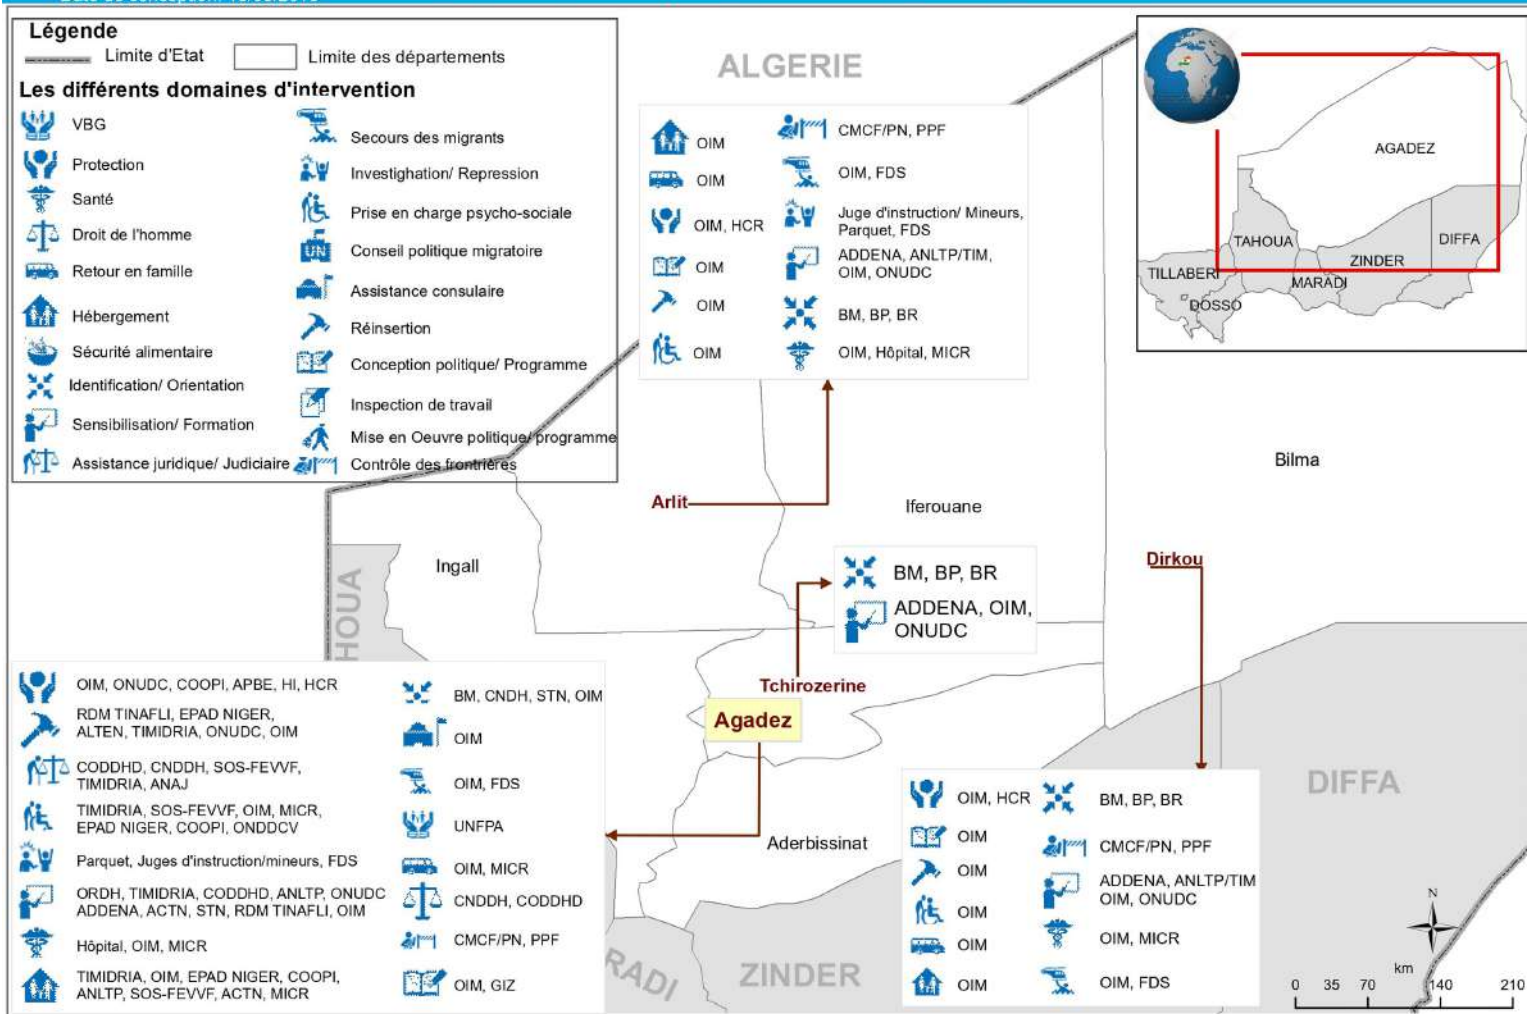 Légende
Limite d'Etat
Limite des départements
Les différents domaines d'intervention
VBG
Protection
Santé
Droit de l'homme
Retour en famille
Hébergement
Sécurité alimentaire
Identification/ Orientation
Sensibilisation/ Formation
Assistance juridique/ Judiciaire
Secours des migrants
Investighation/ Repression
Prise en charge psycho-sociale
UN
Conseil politique migratoire
Assistance consulaire
Réinsertion
Conception politique/ Programme
Inspection de travail
Mise en Oeuvre politique/ programme
Contrôle des frontrières
ALGERIE
OIM
OIM
OIM, HCR
OIM
OIM
OIM
CMCF/PN, PPF
OIM, FDS
Juge d'instruction/ Mineurs,
Parquet, FDS
ADDENA, ANLTP/TIM,
OIM, ONUDC
BM, BP, BR
OIM, Hôpital, MICR
AGADEZ
TAHOUA
DIFFA
ZINDER
TILLABERI
MARADI
DOSSO
Bilma
Arlit
Iferouane
Ingall
Dirkou
HOUA
BM, BP, BR
ADDENA, OIM,
ONUDC
Tchirozerine
Agadez
OIM, ONUDC, COOPI, APBE, HI, HCR
RDM TINAFLI, EPAD NIGER,
ALTEN, TIMIDRIA, ONUDC, OIM
CODDHD, CNDDH, SOS-FEVVF,
TIMIDRIA, ANAJ
TIMIDRIA, SOS-FEVVF, OIM, MICR,
EPAD NIGER, COOPI, ONDDCV
Parquet, Juges d'instruction/mineurs, FDS
ORDH, TIMIDRIA, CODDHD, ANLTP, ONUDC
ADDENA, ACTN, STN, RDM TINAFLI, OIM
Hôpital, OIM, MICR
TIMIDRIA, OIM, EPAD NIGER, COOPI,
ANLTP, SOS-FEVVF, ACTN, MICR
BM, CNDH, STN, OIM
OIM
OIM, FDS
UNFPA
OIM, MICR
CNDDH, CODDHD
CMCF/PN, PPF
OIM, GIZ
Aderbissinat
DIFFA
RADI
ZINDER
OIM, HCR
OIM
OIM
OIM
OIM
OIM
BM, BP, BR
CMCF/PN, PPF
ADDENA, ANLTP/TIM
OIM, ONUDC
OIM, MICR
OIM, FDS
N
km
0 35 70 140 210